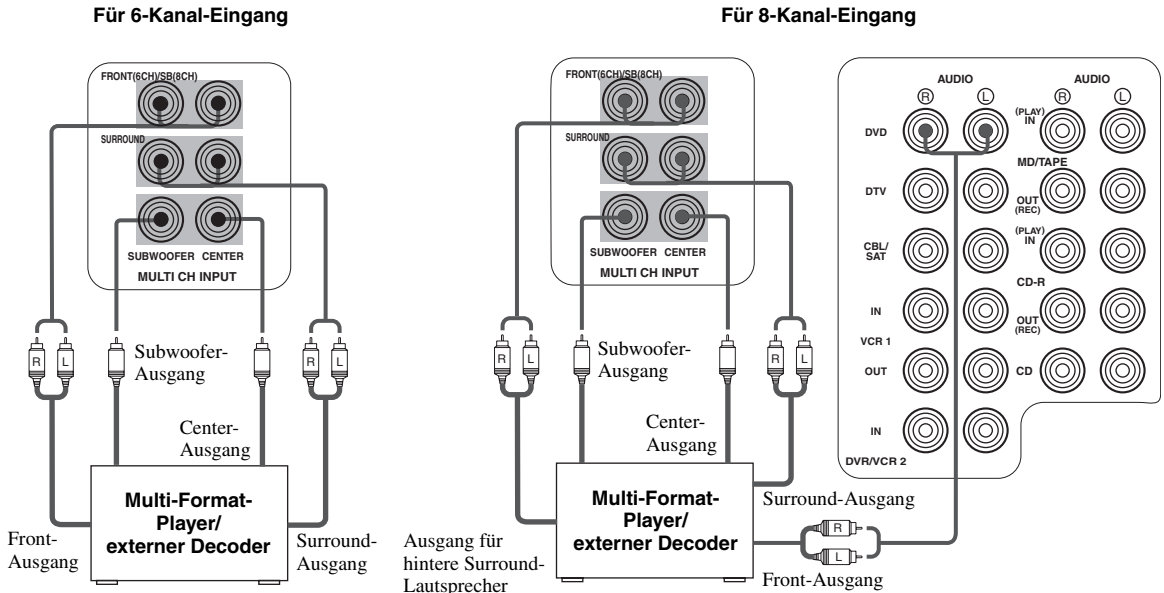 Für 6-Kanal-Eingang
FRONT(6CH)/SB(8CH)
SURROUND
SUBWOOFER CENTER
MULTI CH INPUT
R L
R L
Subwoofer-
Ausgang
Center-
Ausgang
Multi-Format-
Player/
externer Decoder
Front-
Ausgang
Surround-
Ausgang
Für 8-Kanal-Eingang
FRONT(6CH)/SB(8CH)
SURROUND
SUBWOOFER CENTER
MULTI CH INPUT
R L
R L
Subwoofer-
Ausgang
Center-
Ausgang
Multi-Format-
Player/
externer Decoder
Ausgang für
hintere Surround-
Lautsprecher
Surround-Ausgang
R
L
Front-Ausgang
AUDIO
R L
DVD
DTV
CBL/
SAT
IN
VCR 1
OUT
IN
DVR/VCR 2
AUDIO
R L
(PLAY)
IN
MD/TAPE
OUT
(REC)
(PLAY)
IN
CD-R
OUT
(REC)
CD